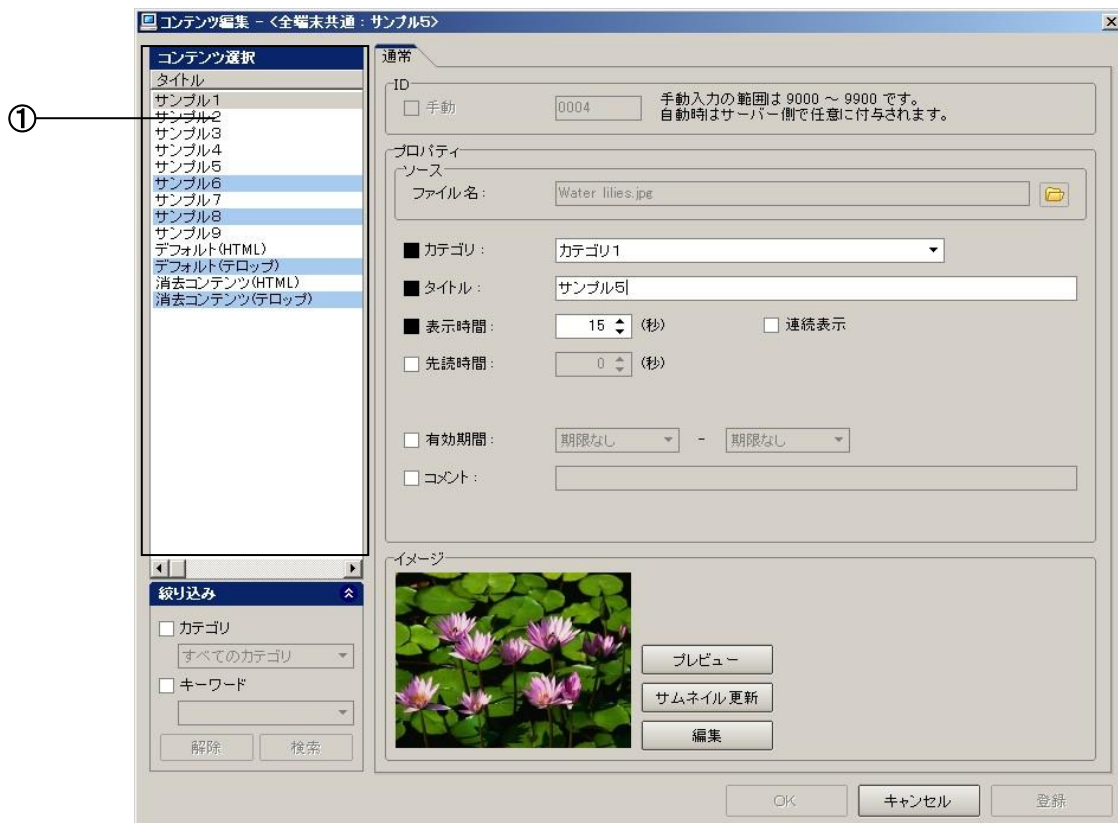 コンテンツ編集 - <全端末共通：サンプル5>
コンテンツ選択
タイトル
サンプル1
サンプル2
サンプル3
サンプル4
サンプル5
サンプル6
サンプル7
サンプル8
サンプル9
デフォルト(HTML)
デフォルト(テロップ)
消去コンテンツ(HTML)
消去コンテンツ(テロップ)
①
絞り込み
カテゴリ
すべてのカテゴリ
キーワード
解除 検索
通常
ID
手動 0004 手動入力の範囲は 9000 ～ 9900 です。
自動時はサーバー側で任意に付与されます。
プロパティ
ソース
ファイル名： Water lilies.jpg
カテゴリ： カテゴリ1
タイトル： サンプル5
表示時間： 15 (秒) 連続表示
先読時間： 0 (秒)
有効期間： 期限なし - 期限なし
コメント：
イメージ
プレビュー
サムネイル更新
編集
OK キャンセル 登録